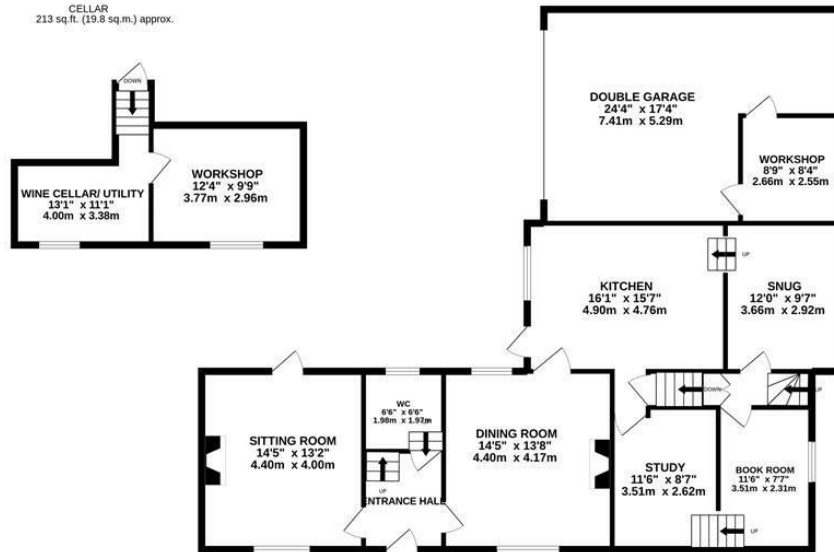 CELLAR
213 sq.ft. (19.8 sq.m.) approx.
DOWN
WINE CELLAR/ UTILITY
13'1" x 11'1"
4.00m x 3.38m
WORKSHOP
12'4" x 9'9"
3.77m x 2.96m
DOUBLE GARAGE
24'4" x 17'4"
7.41m x 5.29m
WORKSHOP
8'9" x 8'4"
2.66m x 2.55m
KITCHEN
16'1" x 15'7"
4.90m x 4.76m
UP
SNUG
12'0" x 9'7"
3.66m x 2.92m
DOWN
UP
SITTING ROOM
14'5" x 13'2"
4.40m x 4.00m
WC
6'6" x 6'6"
1.98m x 1.97m
UP
ENTRANCE HALL
DINING ROOM
14'5" x 13'8"
4.40m x 4.17m
STUDY
11'6" x 8'7"
3.51m x 2.62m
BOOK ROOM
11'6" x 7'7"
3.51m x 2.31m
UP